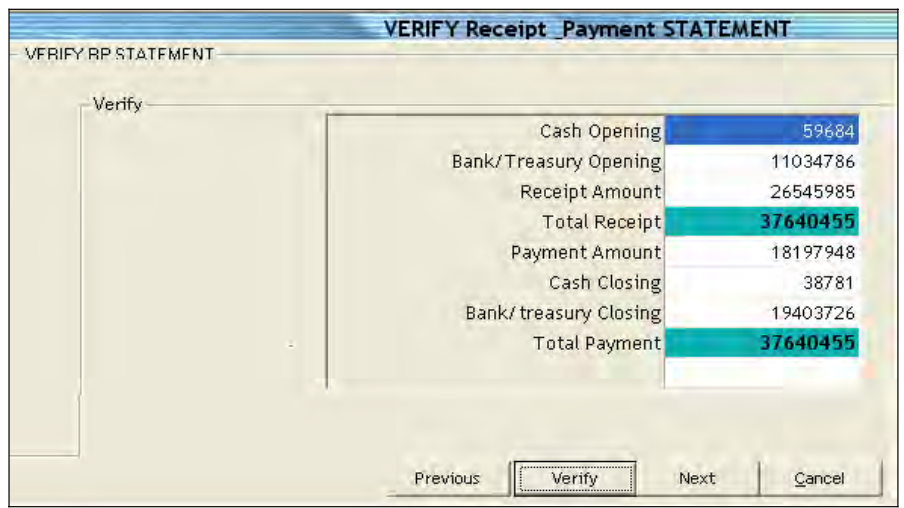 VERIFY Receipt _Payment STATEMENT
VERIFY RP STATEMENT
Verify
Cash Opening 59684
Bank/Treasury Opening 11034786
Receipt Amount 26545985
Total Receipt 37640455
Payment Amount 18197948
Cash Closing 38781
Bank/ treasury Closing 19403726
Total Payment 37640455
Previous Verify Next Cancel